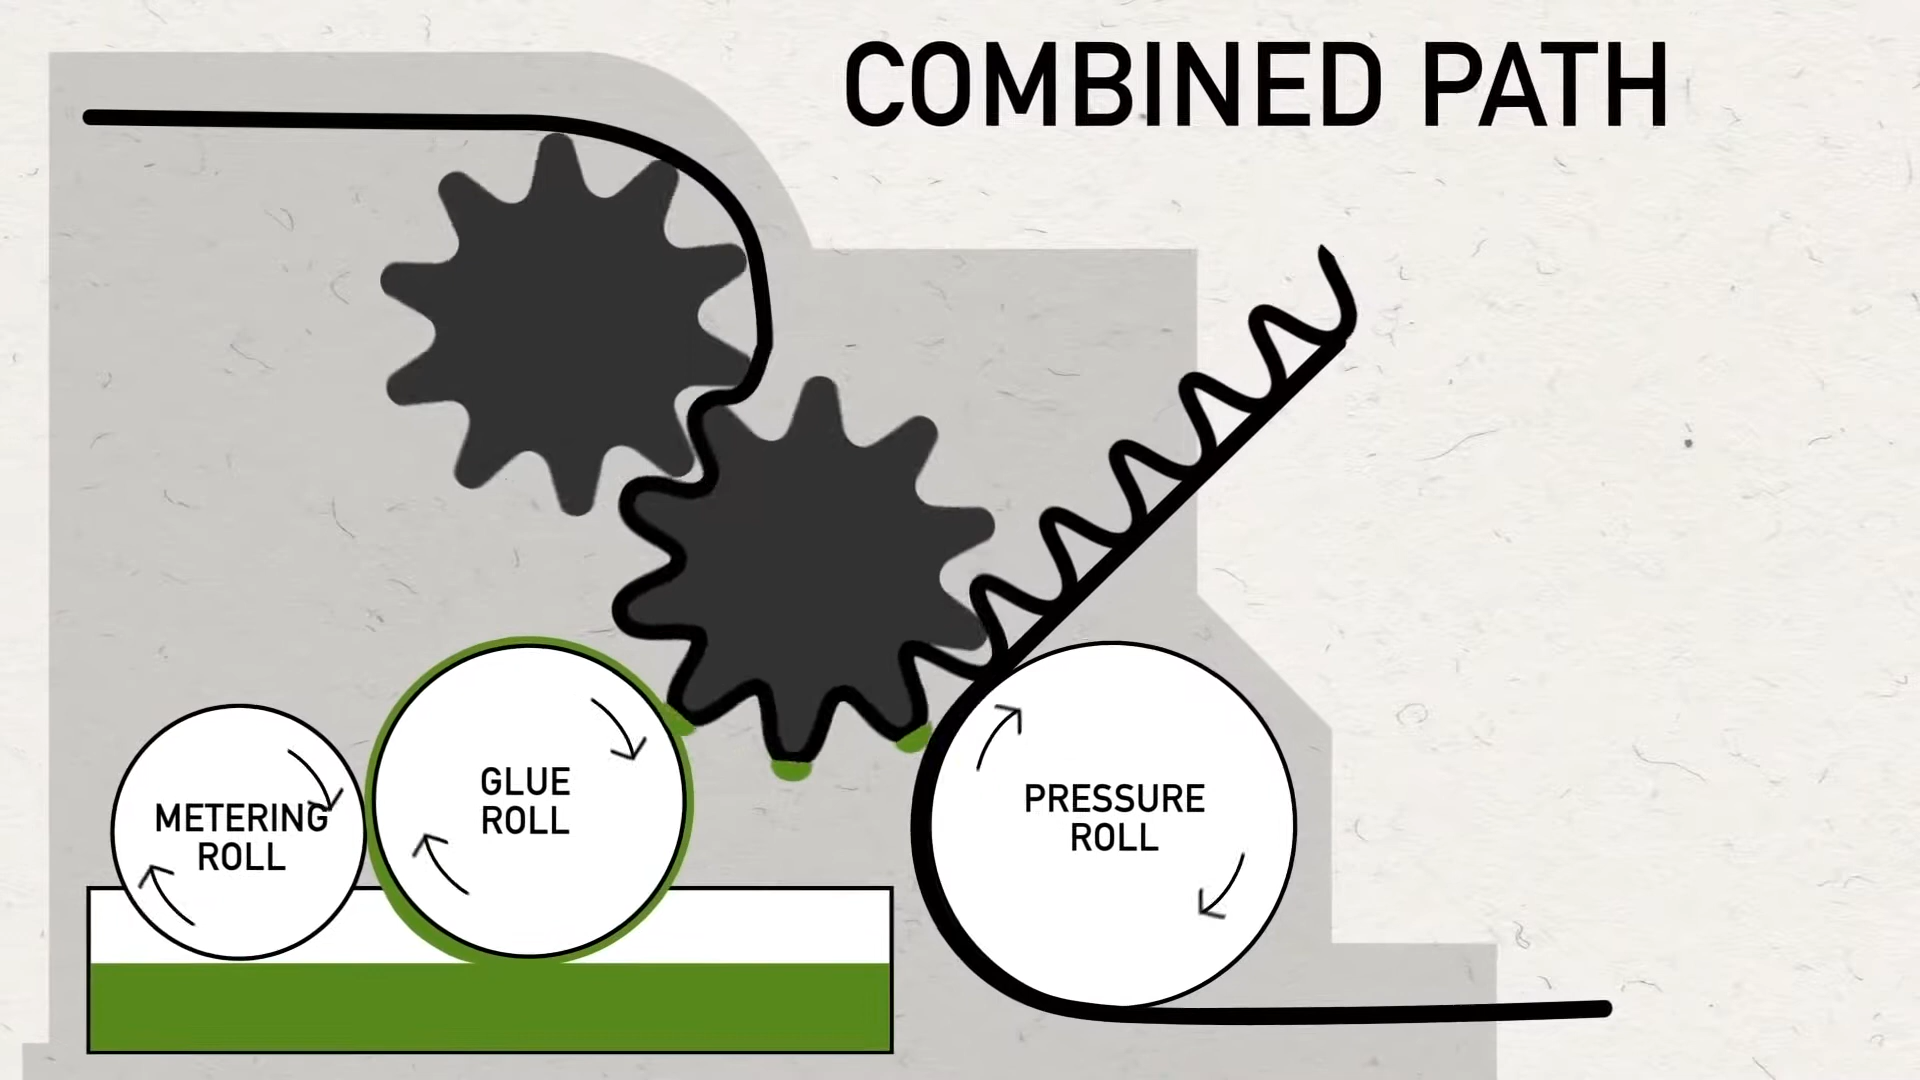 COMBINED PATH
METERING
ROLL
GLUE
ROLL
PRESSURE
ROLL